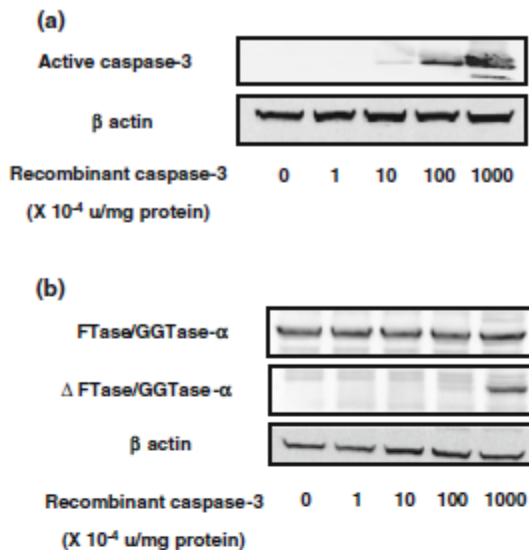 (a)
Active caspase-3
β actin
Recombinant caspase-3 0 1 10 100 1000
(X 10⁻⁴ u/mg protein)
(b)
FTase/GGTase-α
Δ FTase/GGTase-α
β actin
Recombinant caspase-3 0 1 10 100 1000
(X 10⁻⁴ u/mg protein)